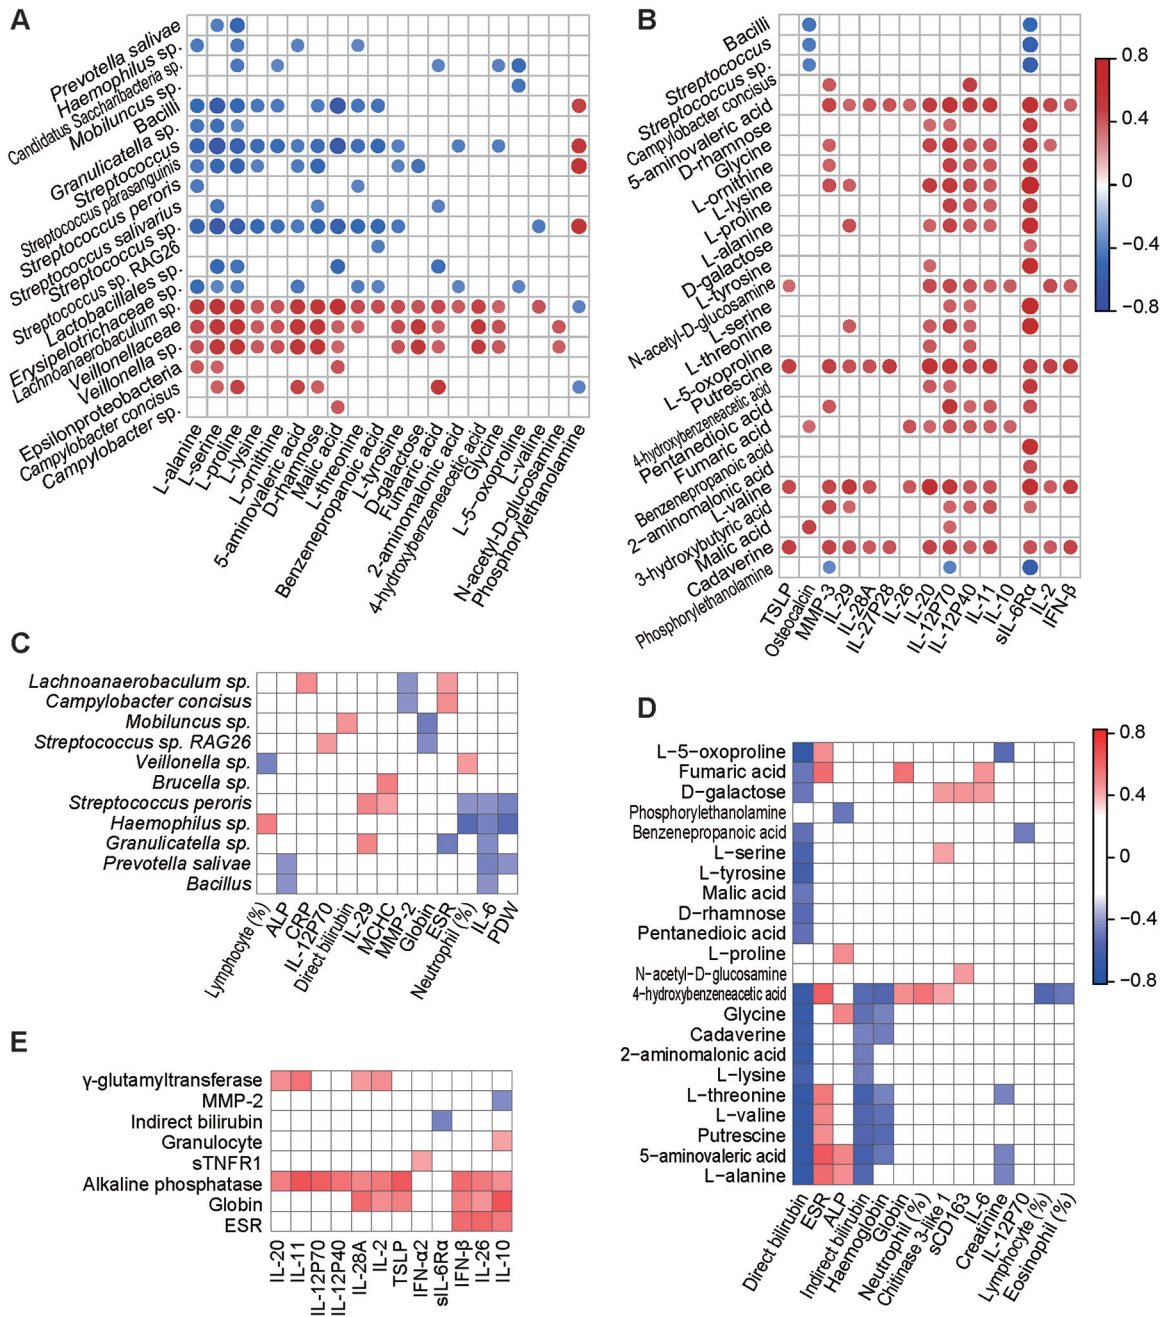 A
Prevotella salivae
Haemophilus sp.
Candidatus Saccharibacteria sp.
Mobiluncus sp.
Bacilli
Granulicatella sp.
Streptococcus
Streptococcus parasanguinis
Streptococcus peroris
Streptococcus salivarius
Streptococcus sp.
Streptococcus sp. RAG26
Lactobacillales sp.
Erysipelotrichaceae sp.
Lachnoanaerobaculum sp.
Veillonellaceae
Veillonella sp.
Epsilonproteobacteria
Campylobacter concisus
Campylobacter sp.
L-alanine
L-serine
L-proline
L-lysine
L-ornithine
5-aminovaleric acid
D-rhamnose
Malic acid
L-threonine
Benzenepropanoic acid
L-tyrosine
D-galactose
Fumaric acid
2-aminomalonic acid
4-hydroxybenzeneacetic acid
Glycine
L-5-oxoproline
L-valine
N-acetyl-D-glucosamine
Phosphorylethanolamine
B
Bacilli
Streptococcus
Streptococcus sp.
Campylobacter concisus
5-aminovaleric acid
D-rhamnose
Glycine
L-ornithine
L-lysine
L-proline
L-alanine
D-galactose
L-tyrosine
N-acetyl-D-glucosamine
L-serine
L-threonine
L-5-oxoproline
Putrescine
4-hydroxybenzeneacetic acid
Pentanedioic acid
Fumaric acid
Benzenepropanoic acid
2-aminomalonic acid
L-valine
3-hydroxybutyric acid
Malic acid
Cadaverine
Phosphorylethanolamine
TSLP
Osteocalcin
MMP-3
IL-29
IL-28A
IL-27P28
IL-26
IL-20
IL-12P70
IL-12P40
IL-11
IL-10
sIL-6Rα
IL-2
IFN-β
0.8
0.4
0
−0.4
−0.8
C
Lachnoanaerobaculum sp.
Campylobacter concisus
Mobiluncus sp.
Streptococcus sp. RAG26
Veillonella sp.
Brucella sp.
Streptococcus peroris
Haemophilus sp.
Granulicatella sp.
Prevotella salivae
Bacillus
Lymphocyte (%)
ALP
CRP
IL-12P70
Direct bilirubin
IL-29
MCHC
MMP-2
Globin
ESR
Neutrophil (%)
IL-6
PDW
D
L−5−oxoproline
Fumaric acid
D−galactose
Phosphorylethanolamine
Benzenepropanoic acid
L−serine
L−tyrosine
Malic acid
D−rhamnose
Pentanedioic acid
L−proline
N−acetyl−D−glucosamine
4−hydroxybenzeneacetic acid
Glycine
Cadaverine
2−aminomalonic acid
L−lysine
L−threonine
L−valine
Putrescine
5−aminovaleric acid
L−alanine
Direct bilirubin
ESR
ALP
Indirect bilirubin
Haemoglobin
Globin
Neutrophil (%)
Chitinase 3-like 1
sCD163
IL-6
Creatinine
IL-12P70
Lymphocyte (%)
Eosinophil (%)
0.8
0.4
0
−0.4
−0.8
E
γ-glutamyltransferase
MMP-2
Indirect bilirubin
Granulocyte
sTNFR1
Alkaline phosphatase
Globin
ESR
IL-20
IL-11
IL-12P70
IL-12P40
IL-28A
IL-2
TSLP
IFN-α2
sIL-6Rα
IFN-β
IL-26
IL-10